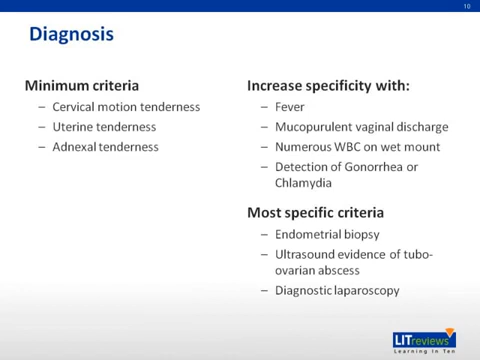 10
Diagnosis
Minimum criteria
– Cervical motion tenderness
– Uterine tenderness
– Adnexal tenderness
Increase specificity with:
– Fever
– Mucopurulent vaginal discharge
– Numerous WBC on wet mount
– Detection of Gonorrhea or
Chlamydia
Most specific criteria
– Endometrial biopsy
– Ultrasound evidence of tubo-
ovarian abscess
– Diagnostic laparoscopy
LITreviews
Learning In Ten